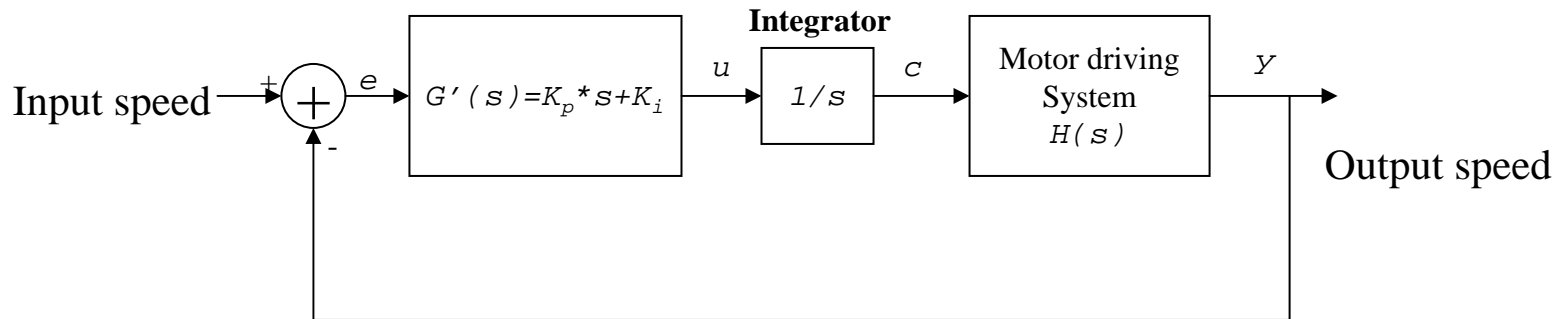 Integrator
Input speed
+
e
+
G'(s)=Kp*s+Ki
u
1/s
c
Motor driving
System
H(s)
y
-
Output speed